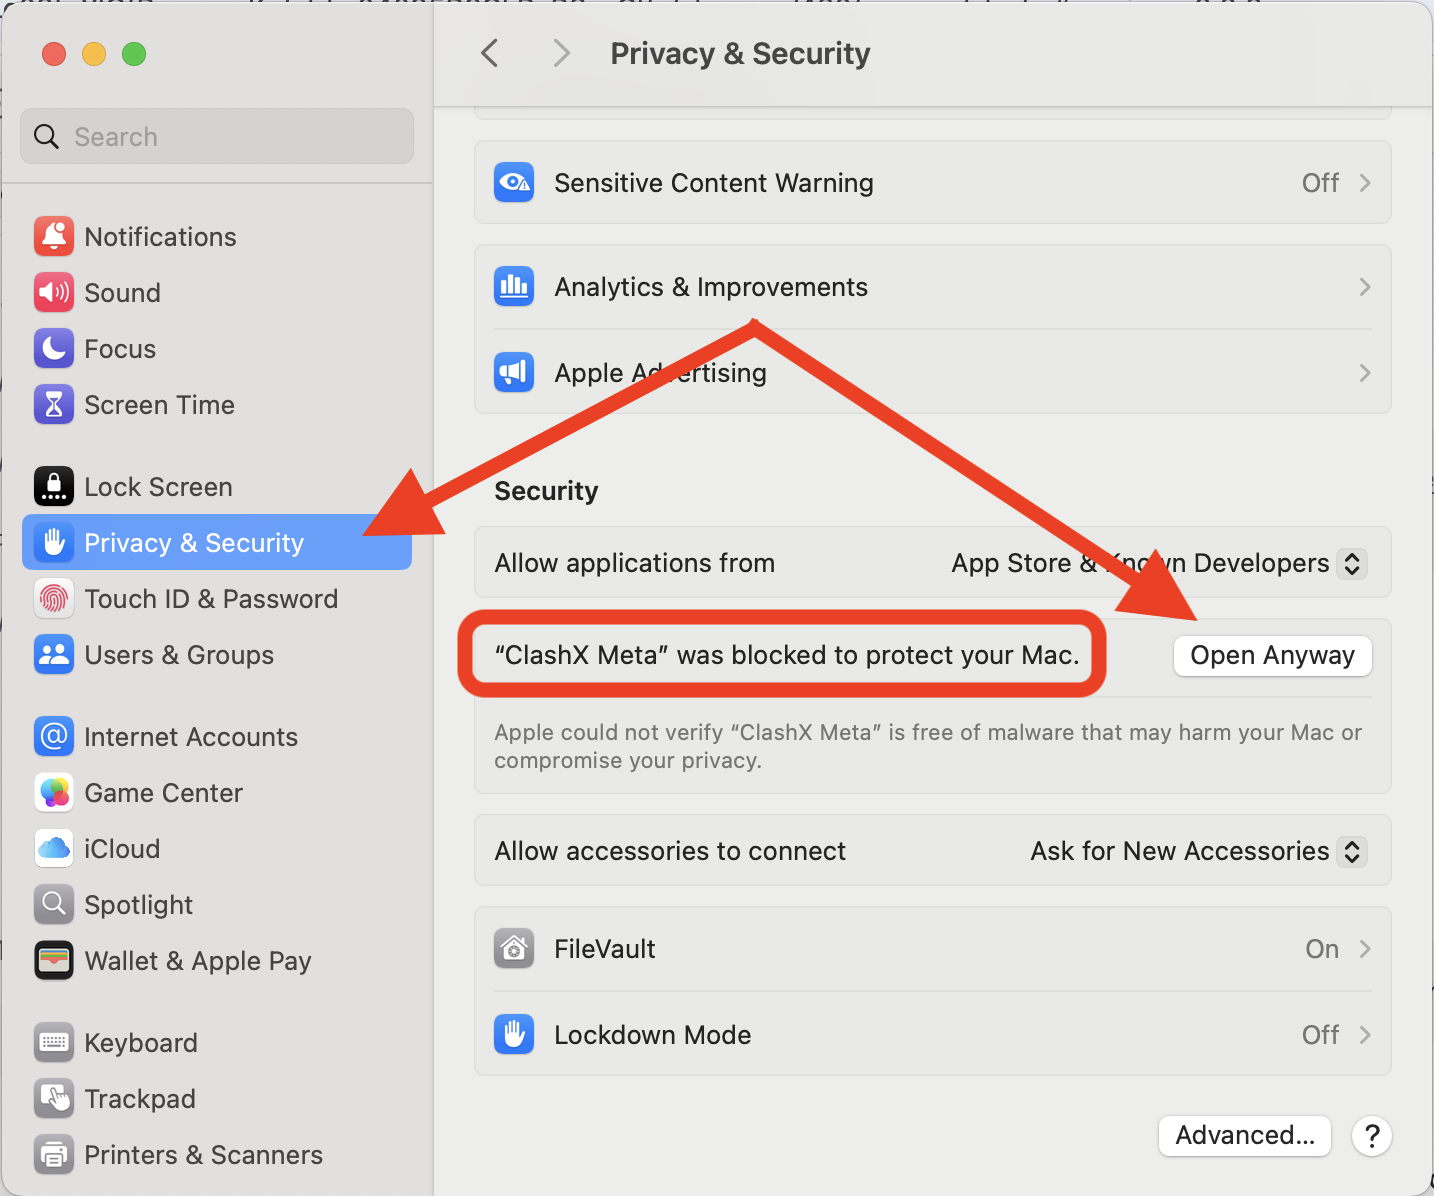 Privacy & Security
Search
Notifications
Sound
Focus
Screen Time
Lock Screen
Privacy & Security
Touch ID & Password
Users & Groups
Internet Accounts
Game Center
iCloud
Spotlight
Wallet & Apple Pay
Keyboard
Trackpad
Printers & Scanners
Sensitive Content Warning Off
Analytics & Improvements
Apple Advertising
Security
Allow applications from App Store & Known Developers
“ClashX Meta” was blocked to protect your Mac. Open Anyway
Apple could not verify “ClashX Meta” is free of malware that may harm your Mac or
compromise your privacy.
Allow accessories to connect Ask for New Accessories
FileVault On
Lockdown Mode Off
Advanced... ?